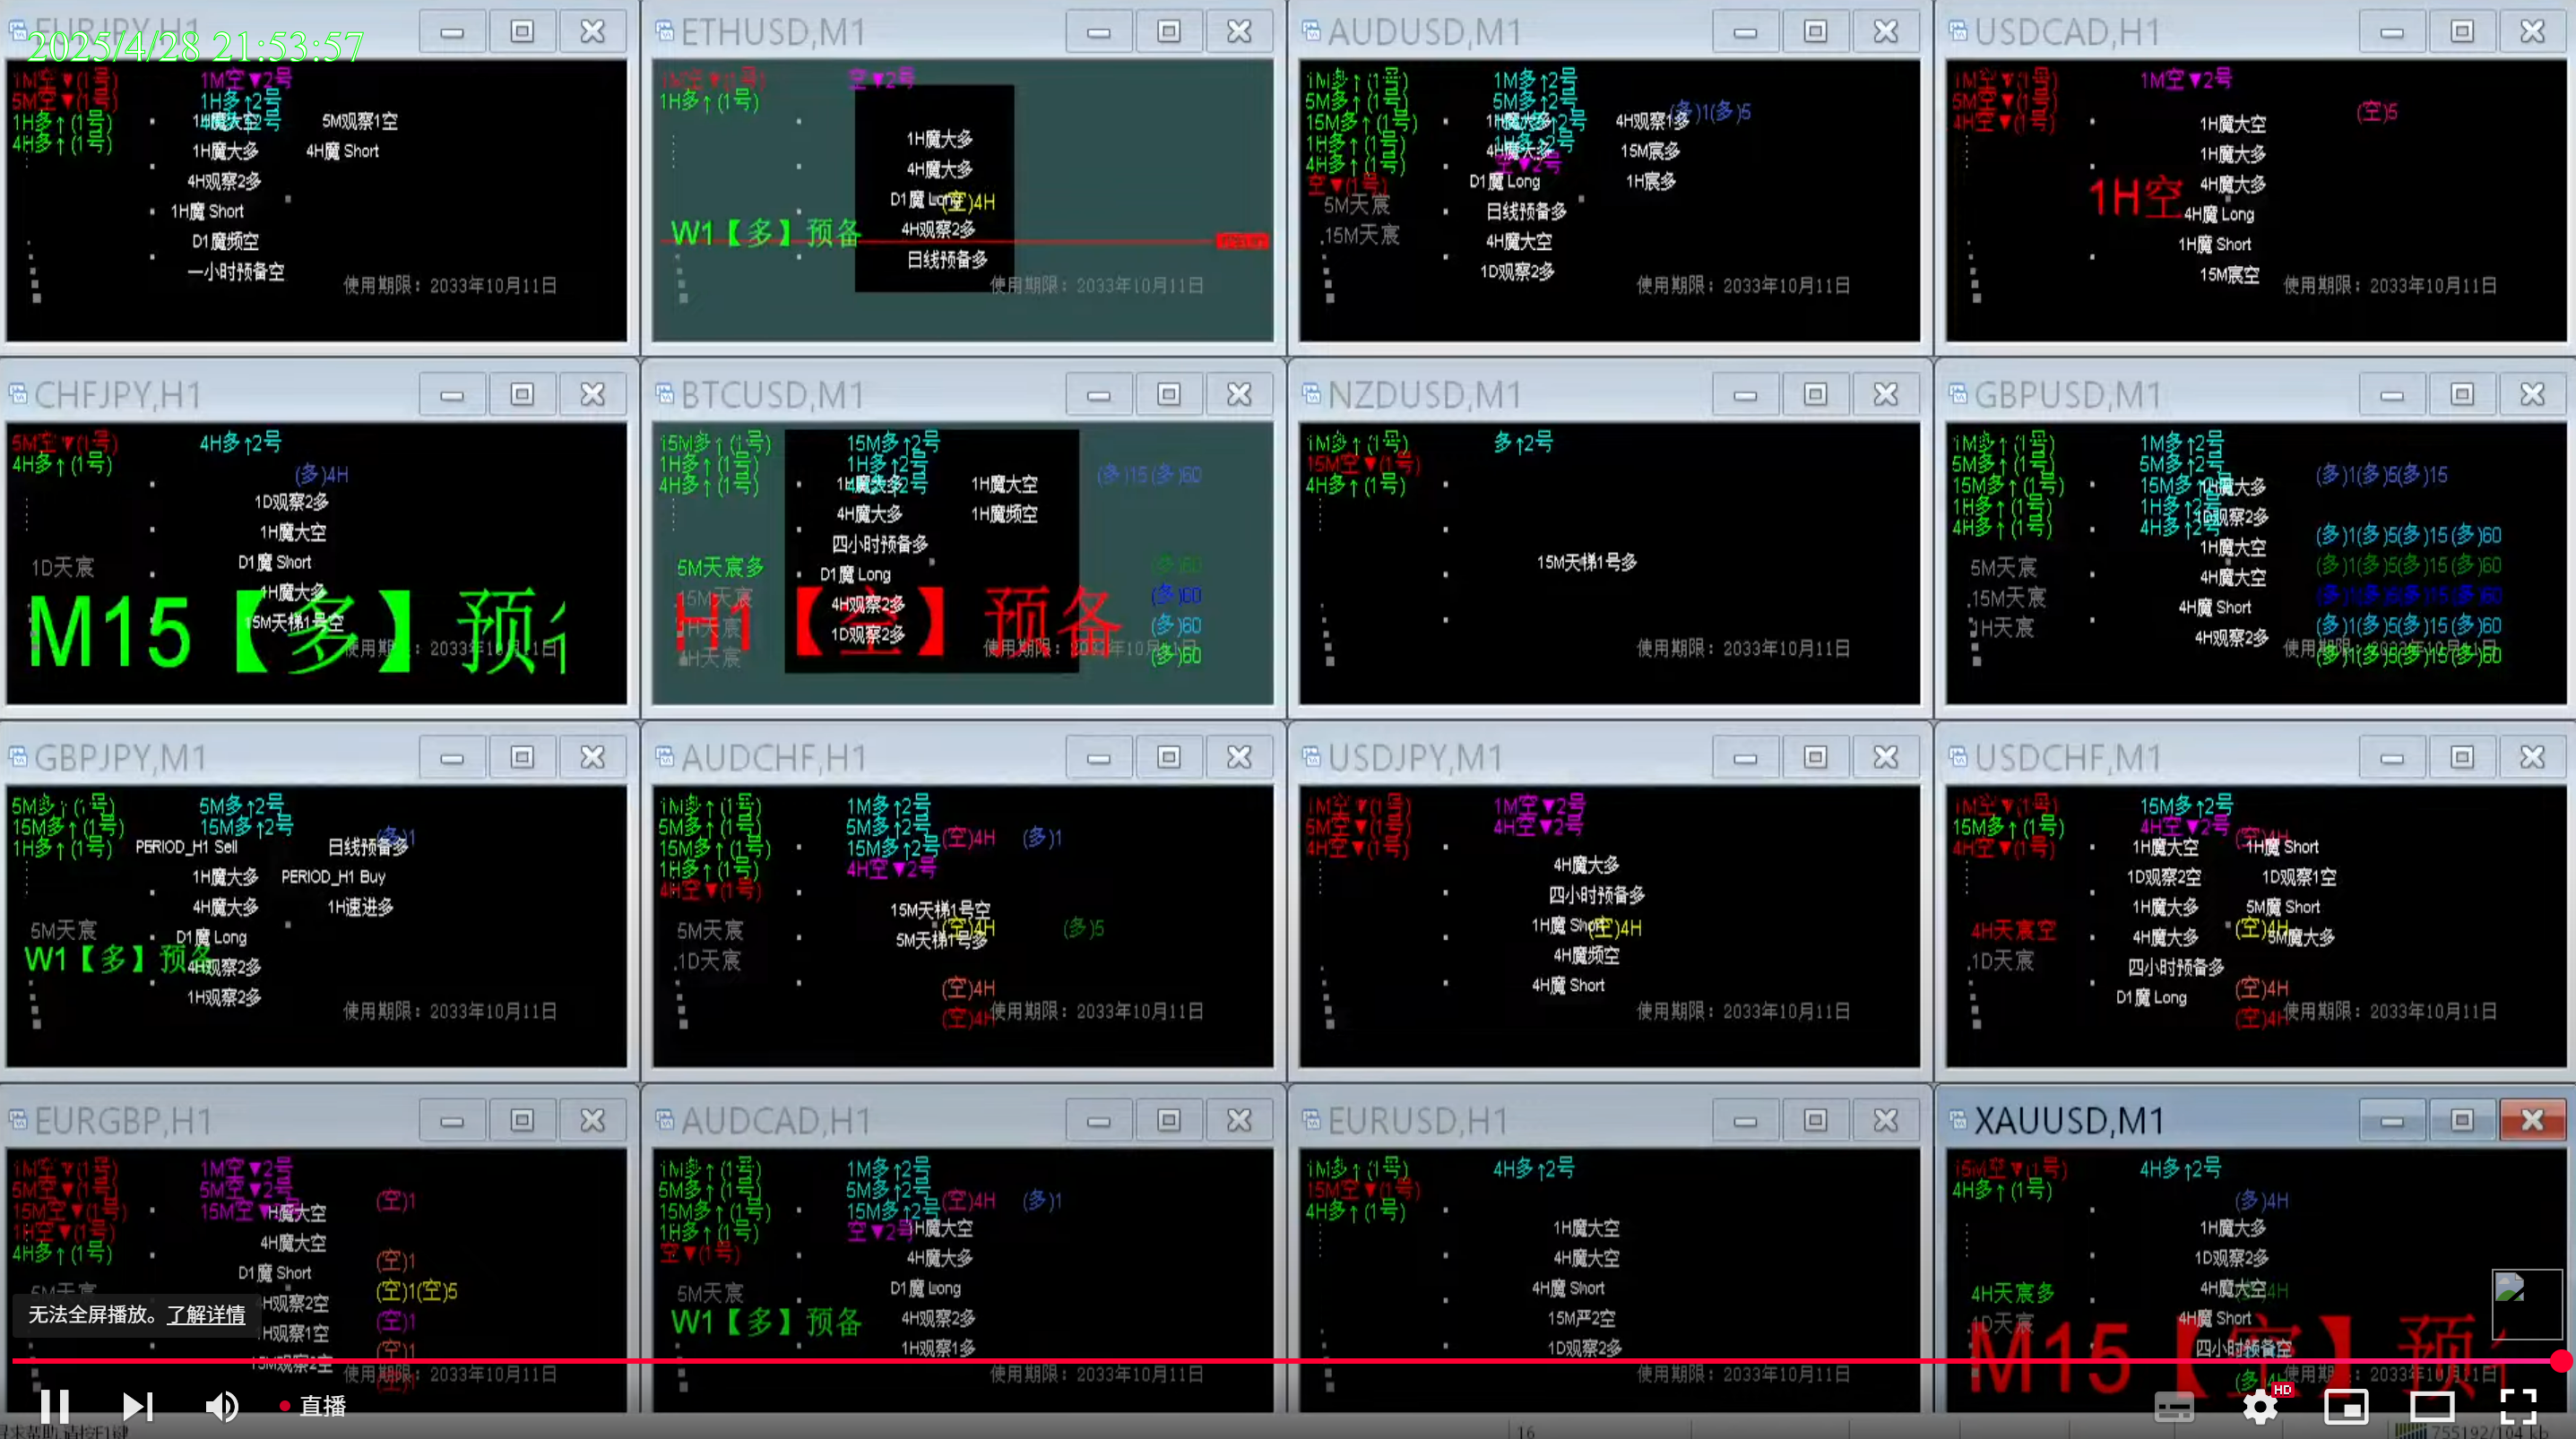 2025/4/28 21:53:57
EURJPY,H1
1M空▼(1号)
1M空▼2号
5M空▼(1号)
1H多↑2号
1H多↑(1号)
1H魔大空
5M观察1空
4H多↑(1号)
1H魔大多
4H魔 Short
4H观察2多
1H魔 Short
D1魔频空
一小时预备空
使用期限：2033年10月11日
ETHUSD,M1
1M空▼(1号)
空▼2号
1H多↑(1号)
1H魔大多
4H魔大多
D1魔 Long
(空)4H
W1【多】预备
4H观察2多
日线预备多
使用期限：2033年10月11日
AUDUSD,M1
1M多↑(1号)
1M多↑2号
5M多↑(1号)
5M多↑2号
(多)1(多)5
15M多↑(1号)
1H魔大多
4H观察1多
1H多↑(1号)
1H多↑2号
4H魔大多
15M宸多
4H多↑(1号)
空▼2号
空▼(1号)
D1魔 Long
1H宸多
5M天宸
日线预备多
15M天宸
4H魔大空
1D观察2多
使用期限：2033年10月11日
USDCAD,H1
1M空▼(1号)
1M空▼2号
5M空▼(1号)
(空)5
4H空▼(1号)
1H魔大空
1H魔大多
4H魔大多
1H空
4H魔 Long
1H魔 Short
15M宸空
使用期限：2033年10月11日
CHFJPY,H1
5M空▼(1号)
4H多↑2号
4H多↑(1号)
(多)4H
1D观察2多
1H魔大空
1D天宸
D1魔 Short
1H魔大多
M15【多】预
15M天梯1号空
使用期限：2033年10月11日
BTCUSD,M1
15M多↑(1号)
15M多↑2号
1H多↑(1号)
1H多↑2号
(多)15(多)60
4H多↑(1号)
1H魔大多
1H魔大空
4H魔大多
1H魔频空
四小时预备多
5M天宸多
D1魔 Long
(多)60
15M天宸
4H观察2多
(多)60
H1【空】预备
1H天宸
1D观察2多
(多)60
4H天宸
(多)60
使用期限：2033年10月11日
NZDUSD,M1
1M多↑(1号)
多↑2号
15M空▼(1号)
4H多↑(1号)
15M天梯1号多
使用期限：2033年10月11日
GBPUSD,M1
1M多↑(1号)
1M多↑2号
5M多↑(1号)
5M多↑2号
(多)1(多)5(多)15
15M多↑(1号)
15M多↑2号
1H魔大多
1H多↑(1号)
1H多↑2号
1D观察2多
4H多↑(1号)
4H多↑2号
(多)1(多)5(多)15(多)60
1H魔大空
5M天宸
(多)1(多)5(多)15(多)60
4H魔大空
15M天宸
(多)1(多)5(多)15(多)60
4H魔 Short
1H天宸
(多)1(多)5(多)15(多)60
4H观察2多
(多)1(多)5(多)15(多)60
使用期限：2033年10月11日
GBPJPY,M1
5M多↑(1号)
5M多↑2号
15M多↑(1号)
15M多↑2号
(多)1
1H多↑(1号)
PERIOD_H1 Sell
日线预备多
1H魔大多
PERIOD_H1 Buy
4H魔大多
1H速进多
5M天宸
D1魔 Long
W1【多】预备
4H观察2多
1H观察2多
使用期限：2033年10月11日
AUDCHF,H1
1M多↑(1号)
1M多↑2号
5M多↑(1号)
5M多↑2号
(空)4H
(多)1
15M多↑(1号)
15M多↑2号
1H多↑(1号)
4H空▼2号
4H空▼(1号)
15M天梯1号空
5M天宸
(空)4H
(多)5
5M天梯1号多
1D天宸
(空)4H
(空)4H
使用期限：2033年10月11日
USDJPY,M1
1M空▼(1号)
1M空▼2号
5M空▼(1号)
4H空▼2号
4H空▼(1号)
4H魔大多
四小时预备多
1H魔 Short
(空)4H
4H魔频空
4H魔 Short
使用期限：2033年10月11日
USDCHF,M1
1M空▼(1号)
15M多↑2号
15M多↑(1号)
4H空▼2号
(空)4H
4H空▼(1号)
1H魔大空
1H魔 Short
1D观察2空
1D观察1空
1H魔大多
5M魔 Short
4H天宸空
4H魔大多
(空)4H
5M魔大多
1D天宸
四小时预备多
(空)4H
D1魔 Long
(空)4H
使用期限：2033年10月11日
EURGBP,H1
1M空▼(1号)
1M空▼2号
5M空▼(1号)
5M空▼2号
(空)1
15M空▼(1号)
15M空▼
H魔大空
1H空▼(1号)
4H魔大空
4H多↑(1号)
(空)1
D1魔 Short
5M天宸
(空)1(空)5
H观察2空
(空)1
H观察1空
(空)1
15M观察2空
使用期限：2033年10月11日
AUDCAD,H1
1M多↑(1号)
1M多↑2号
5M多↑(1号)
5M多↑2号
(空)4H
(多)1
15M多↑(1号)
15M多↑2号
1H多↑(1号)
空▼2号
H魔大空
空▼(1号)
4H魔大多
5M天宸
D1魔 Long
W1【多】预备
4H观察2多
1H观察1多
使用期限：2033年10月11日
EURUSD,H1
1M多↑(1号)
4H多↑2号
15M空▼(1号)
4H多↑(1号)
1H魔大空
4H魔大空
4H魔 Short
15M严2空
1D观察2多
使用期限：2033年10月11日
XAUUSD,M1
15M空▼(1号)
4H多↑2号
4H多↑(1号)
(多)4H
1H魔大多
1D观察2多
4H天宸多
4H魔大空
4H魔 Short
1D天宸
M15【空】预
四小时预备空
使用期限：2033年10月11日
无法全屏播放。了解详情
直播
HD
16
755192/104 kb